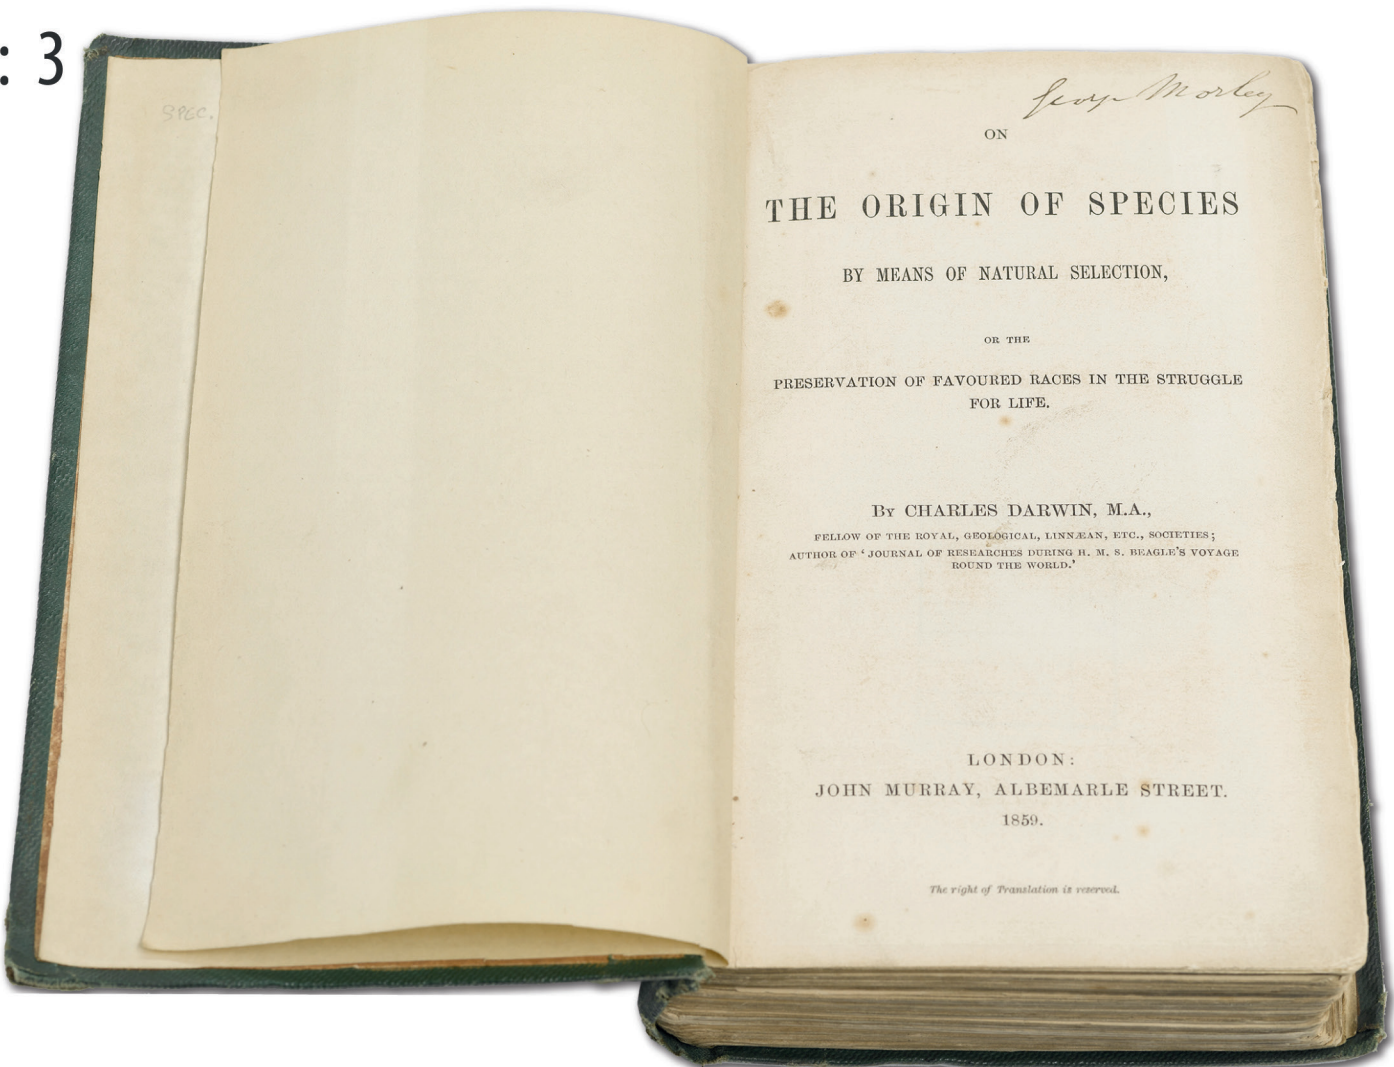 : 3
SPEC.
George Morley
ON
THE ORIGIN OF SPECIES
BY MEANS OF NATURAL SELECTION,
OR THE
PRESERVATION OF FAVOURED RACES IN THE STRUGGLE
FOR LIFE.
BY CHARLES DARWIN, M.A.,
FELLOW OF THE ROYAL, GEOLOGICAL, LINNÆAN, ETC., SOCIETIES;
AUTHOR OF ‘JOURNAL OF RESEARCHES DURING H. M. S. BEAGLE’S VOYAGE
ROUND THE WORLD.’
LONDON:
JOHN MURRAY, ALBEMARLE STREET.
1859.
The right of Translation is reserved.